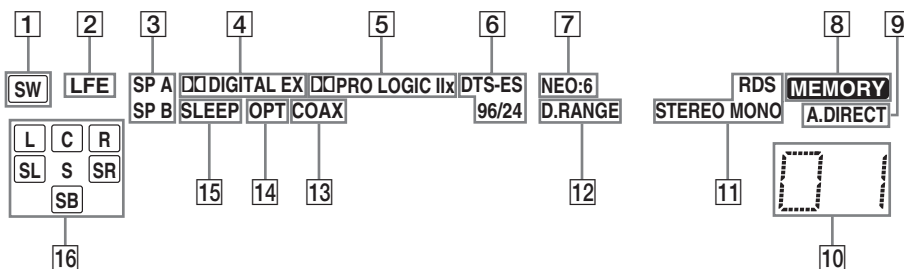 1 2 3 4 5 6 7 8 9
SW LFE SP A DIGITAL EX PRO LOGIC IIx DTS-ES NEO:6 RDS MEMORY
SP B SLEEP OPT COAX 96/24 D.RANGE STEREO MONO A.DIRECT
L C R
SL S SR
SB
01
15 14 13 12 11
16 10